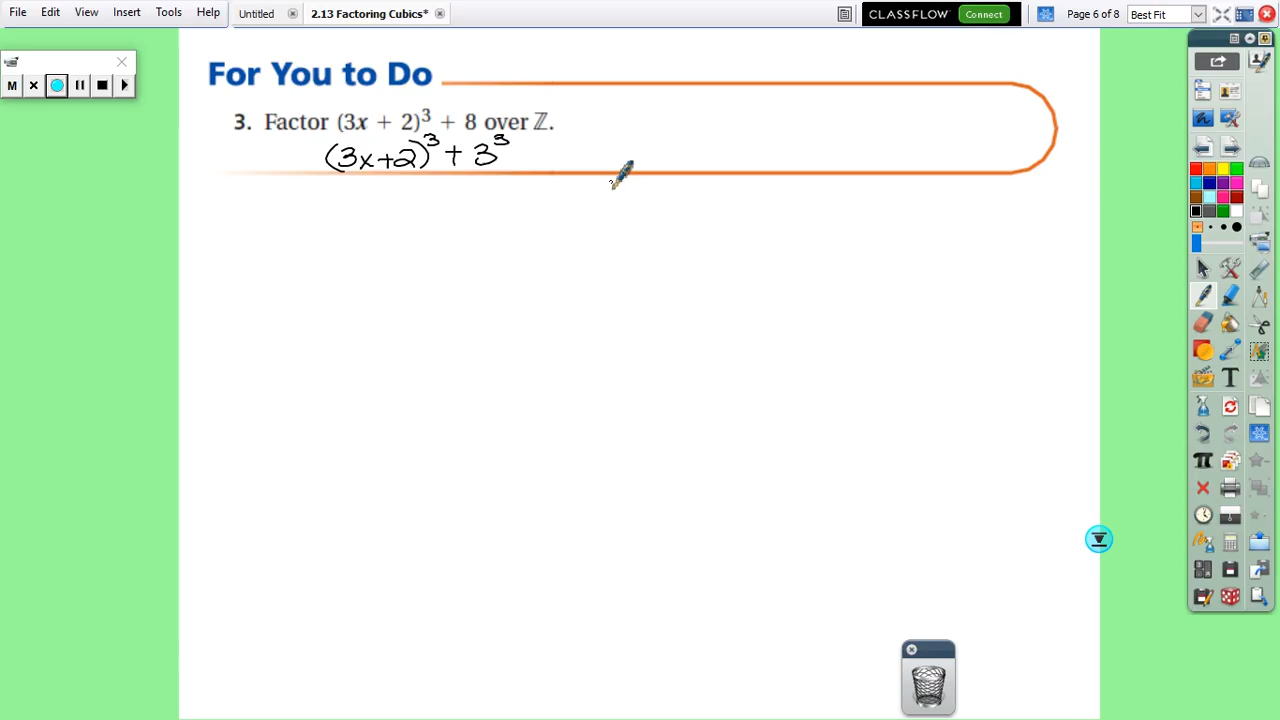 File Edit View Insert Tools Help Untitled 2.13 Factoring Cubics* CLASSFLOW Connect Page 6 of 8 Best Fit
M
For You to Do
3. Factor (3x + 2)³ + 8 over ℤ.
(3x+2)³ + 3³